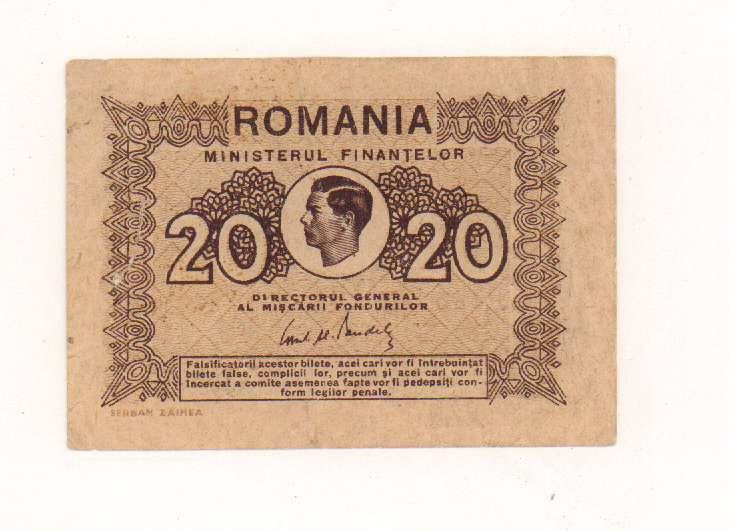 ROMANIA
MINISTERUL FINANȚELOR
20 20
DIRECTORUL GENERAL
AL MIȘCĂRII FONDURILOR
Falsificatorii acestor bilete, acei cari vor fi întrebuințat
bilete false, complicii lor, precum și acei cari vor fi
încercat a comite asemenea fapte vor fi pedepsiți con-
form legilor penale.
SERBAN ZAINEA